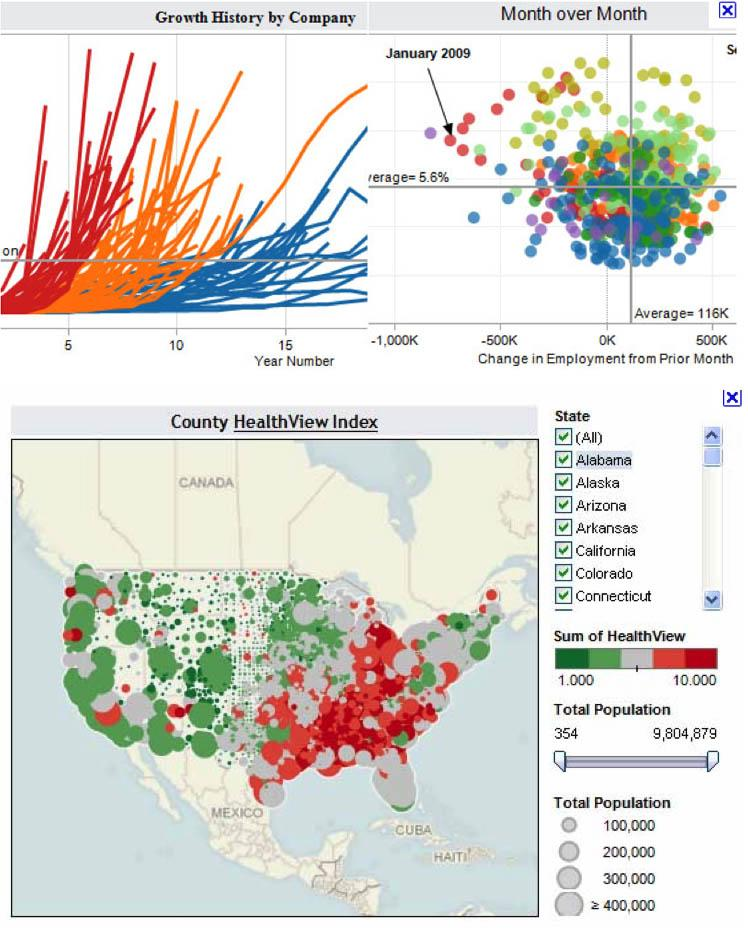 Growth History by Company
on
5
10
15
Year Number
Month over Month
January 2009
S
verage= 5.6%
Average= 116K
-1,000K
-500K
0K
500K
Change in Employment from Prior Month
County HealthView Index
CANADA
MEXICO
CUBA
HAITI
State
(All)
Alabama
Alaska
Arizona
Arkansas
California
Colorado
Connecticut
Sum of HealthView
1.000 10.000
Total Population
354 9,804,879
Total Population
100,000
200,000
300,000
≥ 400,000